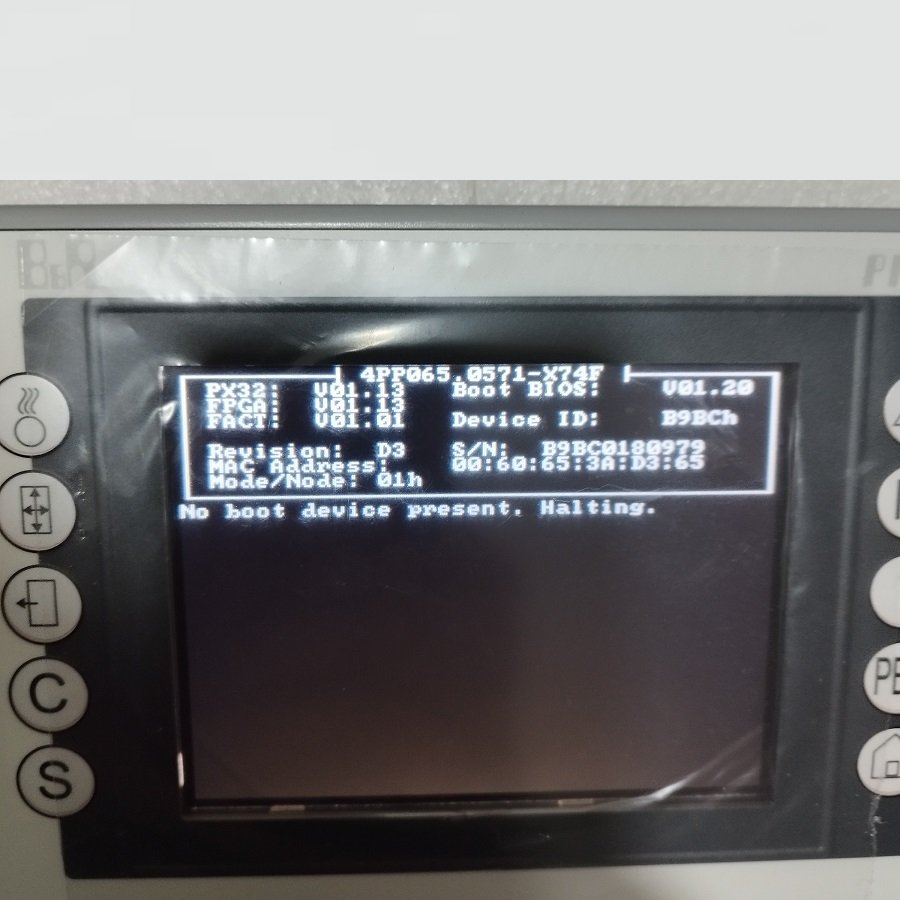 B&R
4PP065.0571-X74F
PX32: V01.13 Boot BIOS: V01.20
FPGA: V01.13
FACT: V01.01 Device ID: B9BCh
Revision: D3 S/N: B9BC0180979
MAC Address: 00:60:65:3A:D3:65
Mode/Node: 01h
No boot device present. Halting.
C
S